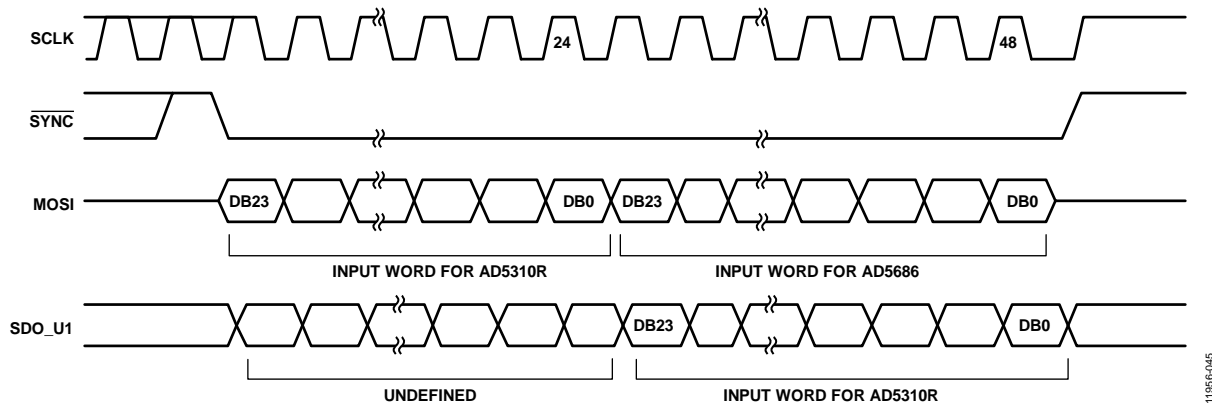 SCLK
24
48
SYNC
MOSI
DB23
DB0
DB23
DB0
INPUT WORD FOR AD5310R
INPUT WORD FOR AD5686
SDO_U1
DB23
DB0
UNDEFINED
INPUT WORD FOR AD5310R
11956-045